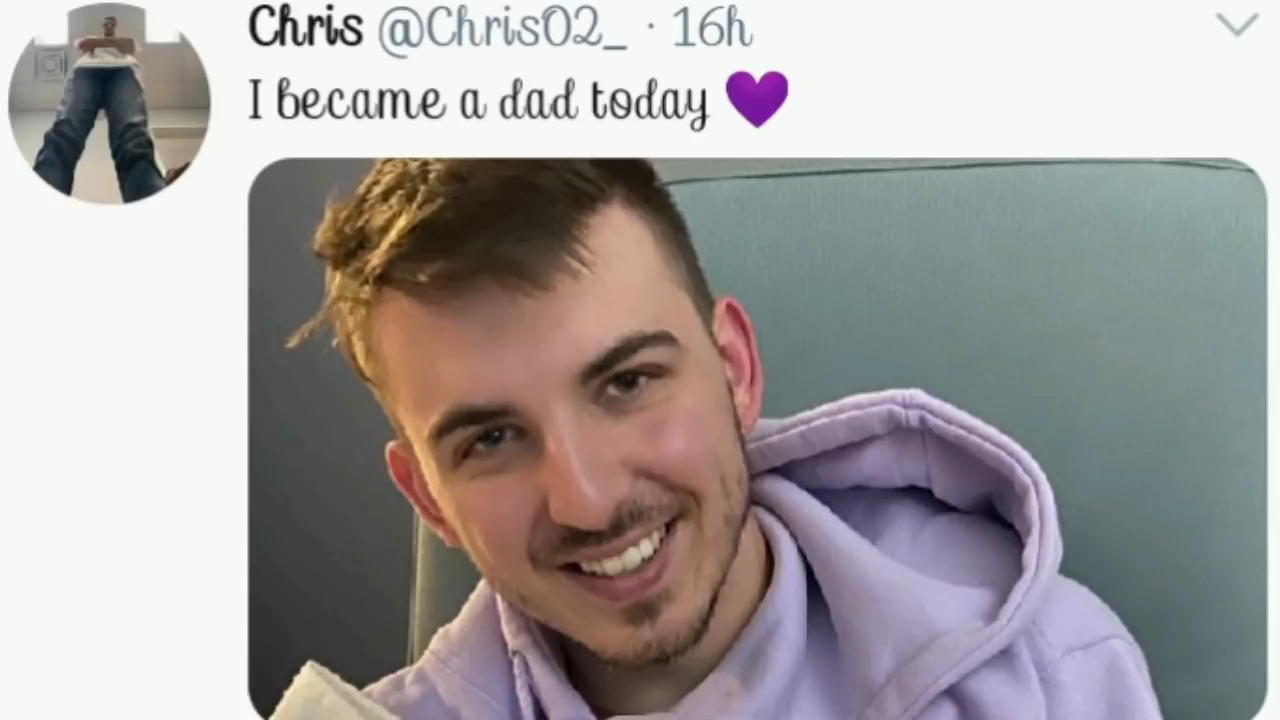 Chris @Chris02_ · 16h
I became a dad today 💜